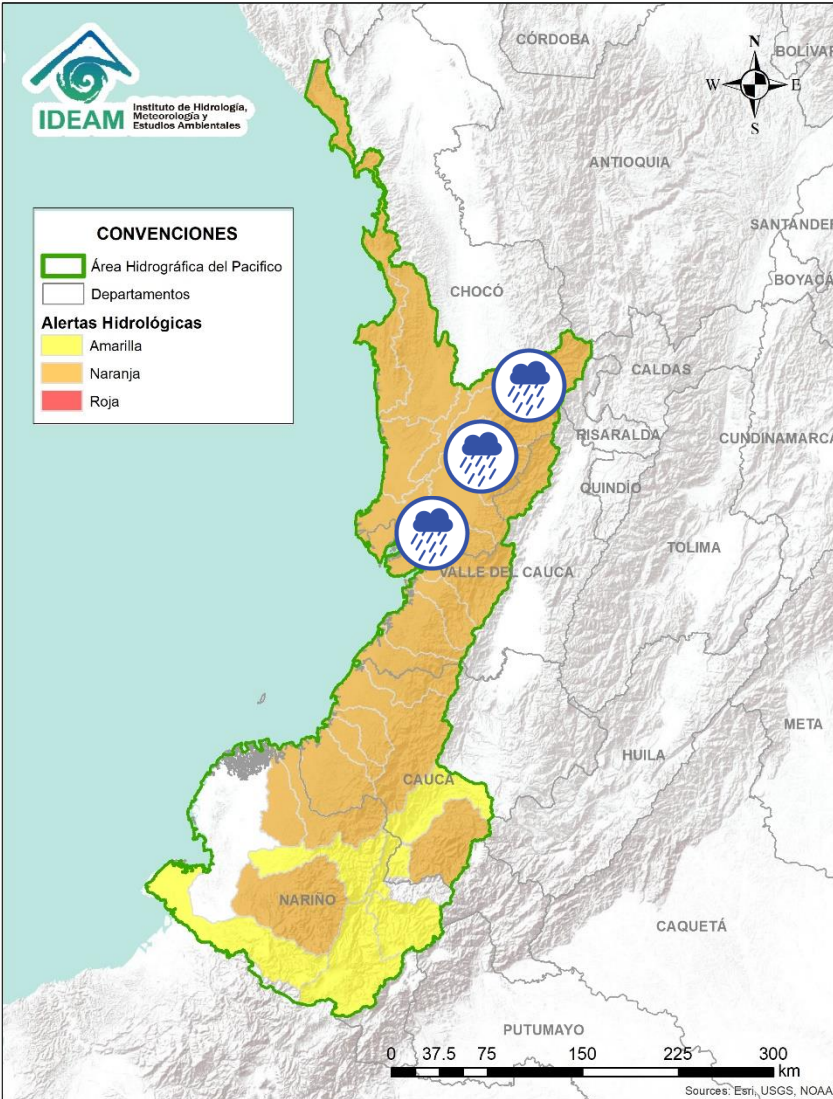 IDEAM
Instituto de Hidrología,
Meteorología y
Estudios Ambientales
N
W
E
S
CONVENCIONES
Área Hidrográfica del Pacifico
Departamentos
Alertas Hidrológicas
Amarilla
Naranja
Roja
CÓRDOBA
BOLÍVAR
ANTIOQUIA
SANTANDER
BOYACÁ
CHOCÓ
CALDAS
RISARALDA
CUNDINAMARCA
QUINDÍO
TOLIMA
VALLE DEL CAUCA
META
HUILA
CAUCA
NARIÑO
CAQUETÁ
PUTUMAYO
0 37.5 75 150 225 300
km
Sources: Esri, USGS, NOAA